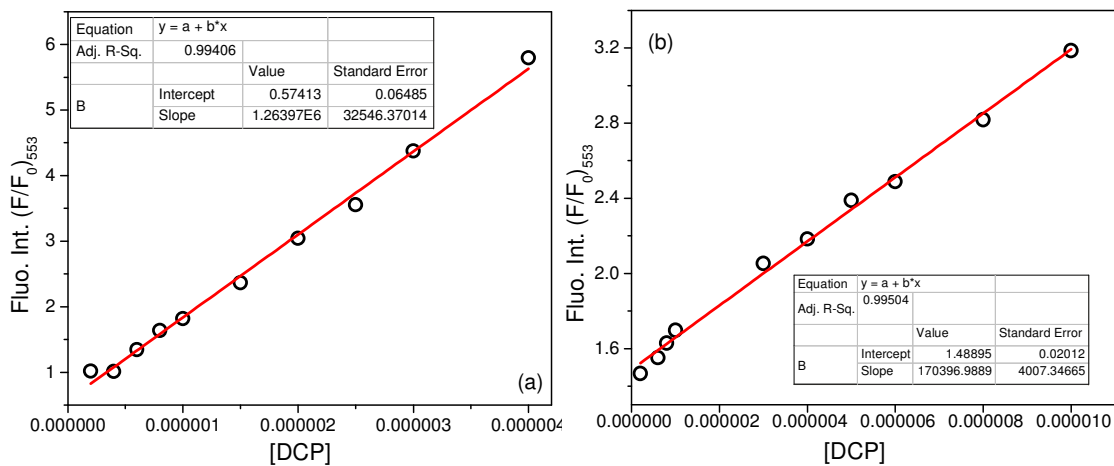 (a)
Equation y = a + b*x
Adj. R-Sq. 0.99406
Value Standard Error
B Intercept 0.57413 0.06485
Slope 1.26397E6 32546.37014
6
5
4
3
2
1
Fluo. Int. (F/F0)553
0.000000 0.000001 0.000002 0.000003 0.000004
[DCP]
(b)
3.2
2.8
2.4
2.0
1.6
Fluo. Int. (F/F0)553
Equation y = a + b*x
Adj. R-Sq. 0.99504
Value Standard Error
B Intercept 1.48895 0.02012
Slope 170396.9889 4007.34665
0.000000 0.000002 0.000004 0.000006 0.000008 0.000010
[DCP]